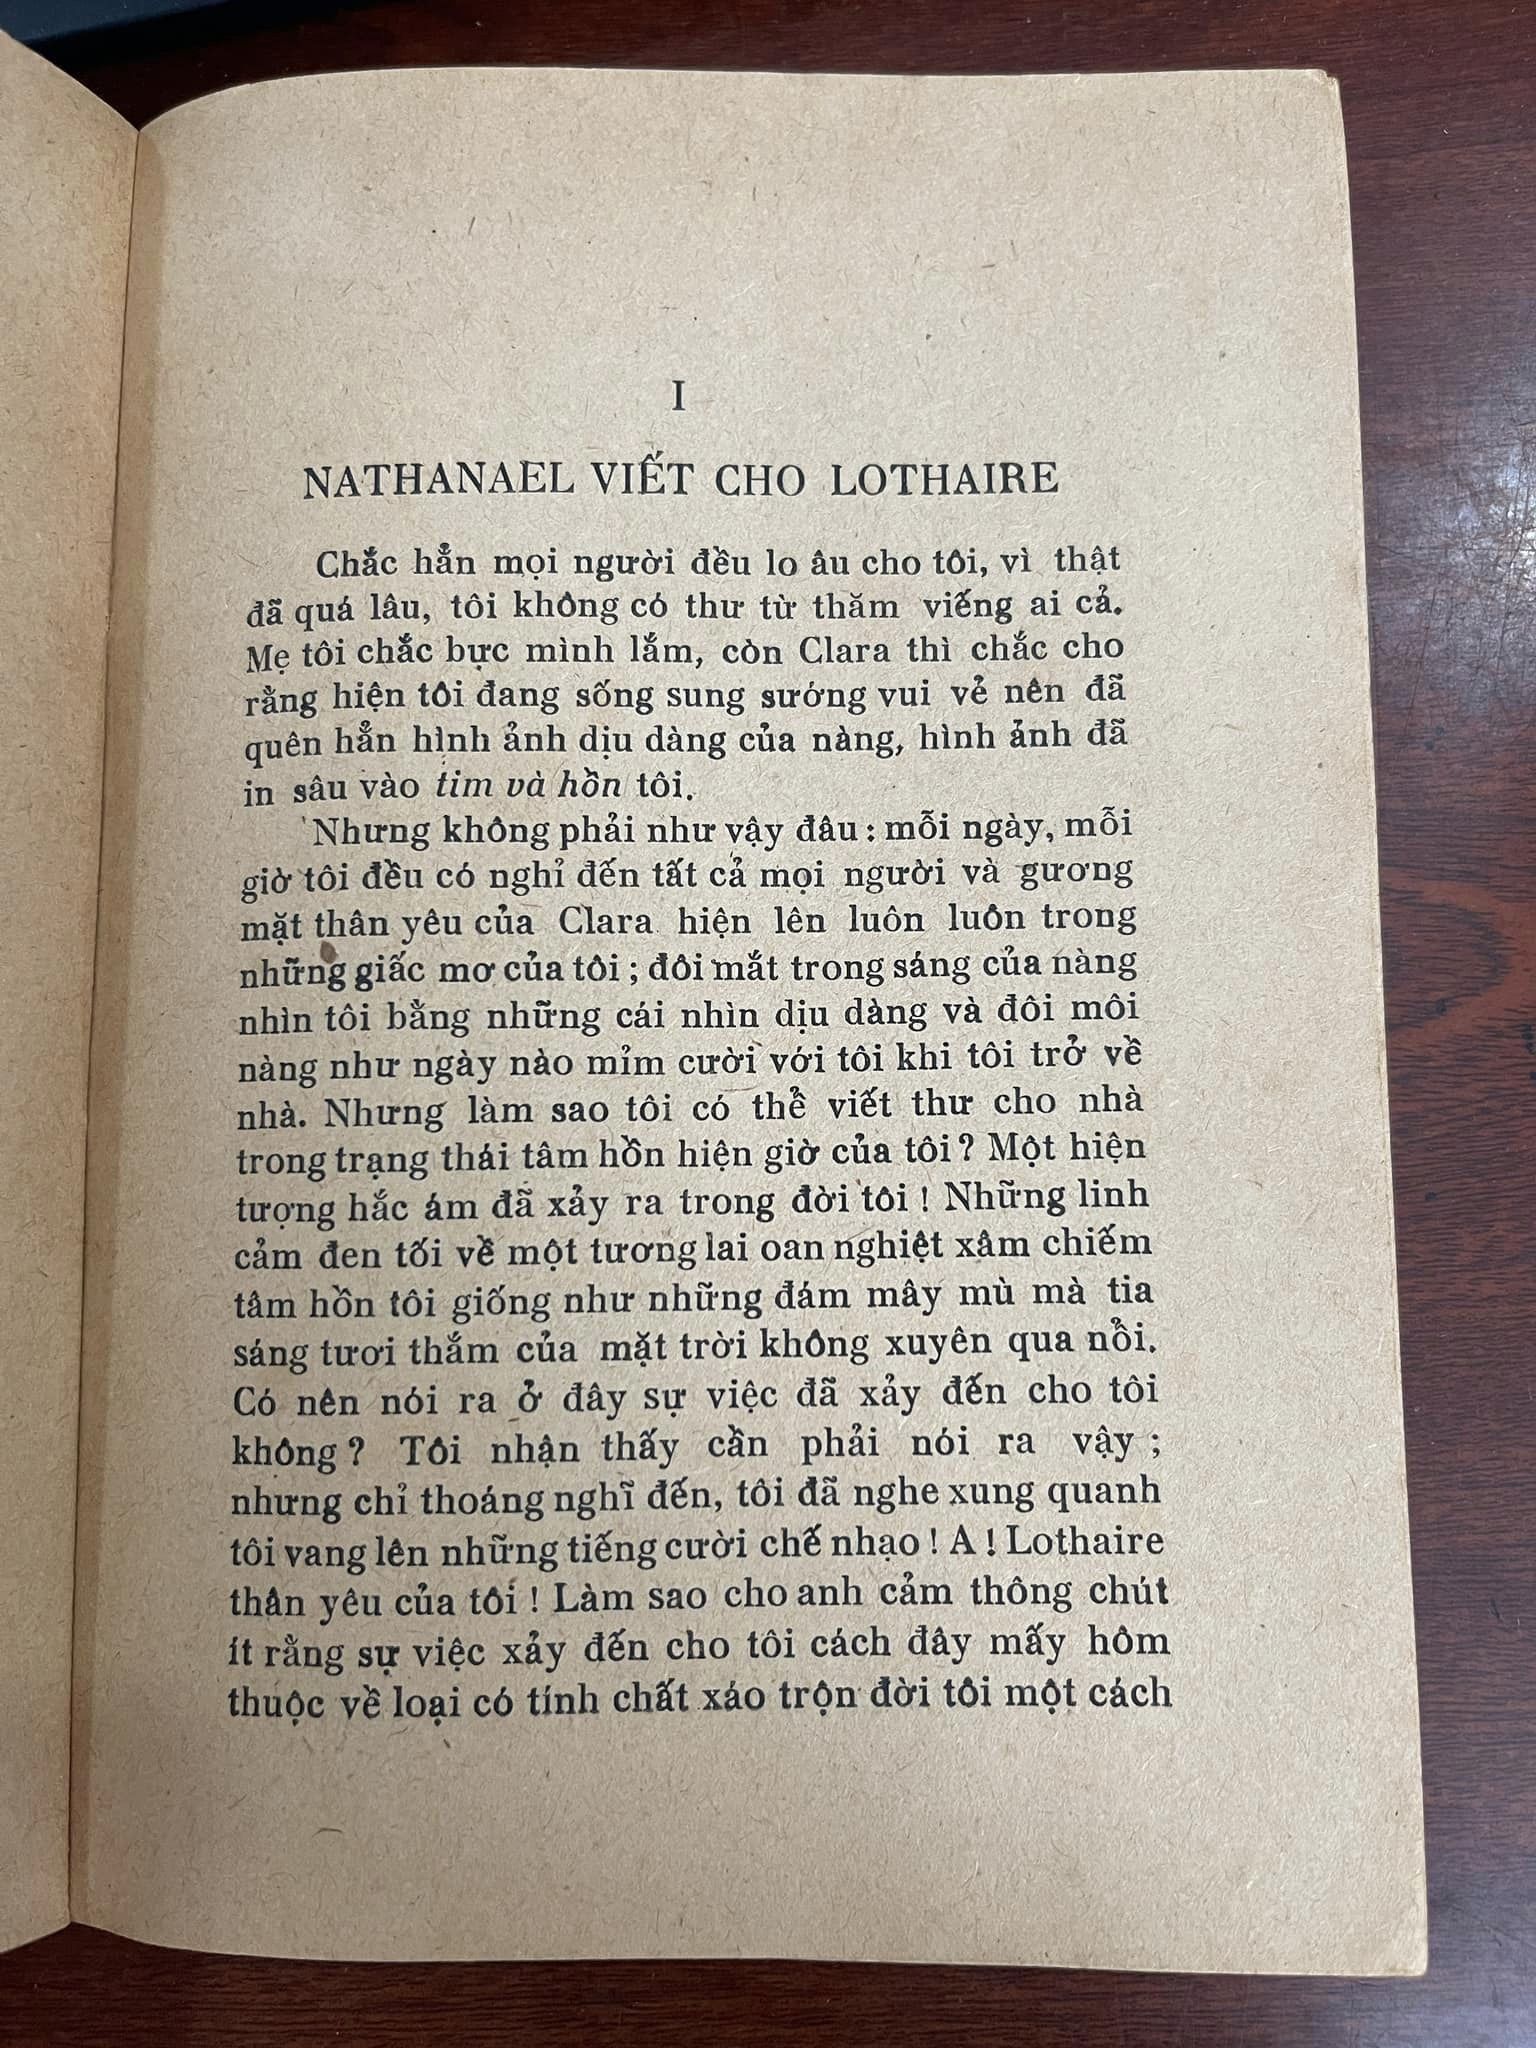 I
NATHANAEL VIẾT CHO LOTHAIRE
Chắc hẳn mọi người đều lo âu cho tôi, vì thật
đã quá lâu, tôi không có thư từ thăm viếng ai cả.
Mẹ tôi chắc bực mình lắm, còn Clara thì chắc cho
rằng hiện tôi đang sống sung sướng vui vẻ nên đã
quên hẳn hình ảnh dịu dàng của nàng, hình ảnh đã
in sâu vào tim và hồn tôi.
Nhưng không phải như vậy đâu : mỗi ngày, mỗi
giờ tôi đều có nghỉ đến tất cả mọi người và gương
mặt thân yêu của Clara hiện lên luôn luôn trong
những giấc mơ của tôi ; đôi mắt trong sáng của nàng
nhìn tôi bằng những cái nhìn dịu dàng và đôi môi
nàng như ngày nào mỉm cười với tôi khi tôi trở về
nhà. Nhưng làm sao tôi có thể viết thư cho nhà
trong trạng thái tâm hồn hiện giờ của tôi ? Một hiện
tượng hắc ám đã xảy ra trong đời tôi ! Những linh
cảm đen tối về một tương lai oan nghiệt xâm chiếm
tâm hồn tôi giống như những đám mây mù mà tia
sáng tươi thắm của mặt trời không xuyên qua nổi.
Có nên nói ra ở đây sự việc đã xảy đến cho tôi
không ? Tôi nhận thấy cần phải nói ra vậy ;
nhưng chỉ thoáng nghĩ đến, tôi đã nghe xung quanh
tôi vang lên những tiếng cười chế nhạo ! A ! Lothaire
thân yêu của tôi ! Làm sao cho anh cảm thông chút
ít rằng sự việc xảy đến cho tôi cách đây mấy hôm
thuộc về loại có tính chất xáo trộn đời tôi một cách